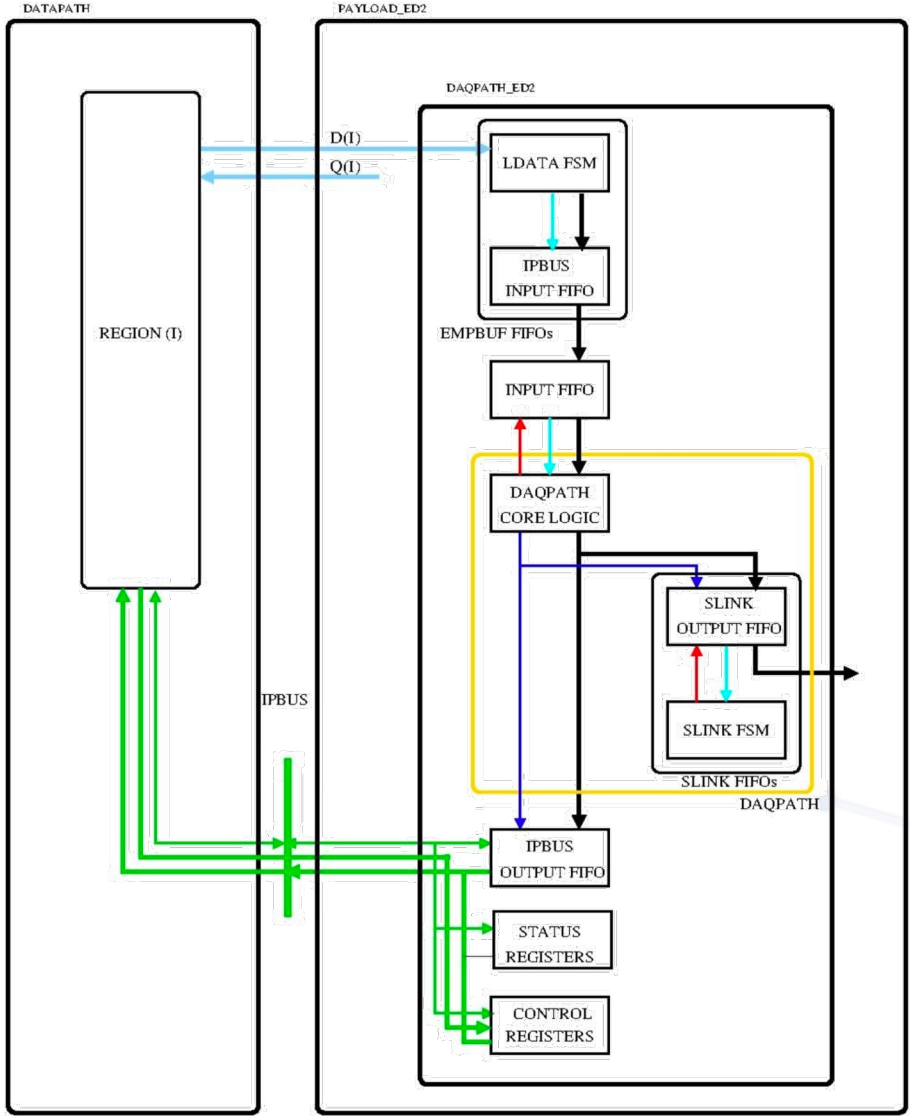 DATAPATH
PAYLOAD_ED2
DAQPATH_ED2
D(I)
Q(I)
LDATA FSM
IPBUS
INPUT FIFO
EMPBUF FIFOs
REGION (I)
INPUT FIFO
DAQPATH
CORE LOGIC
SLINK
OUTPUT FIFO
IPBUS
SLINK FSM
SLINK FIFOs
DAQPATH
IPBUS
OUTPUT FIFO
STATUS
REGISTERS
CONTROL
REGISTERS